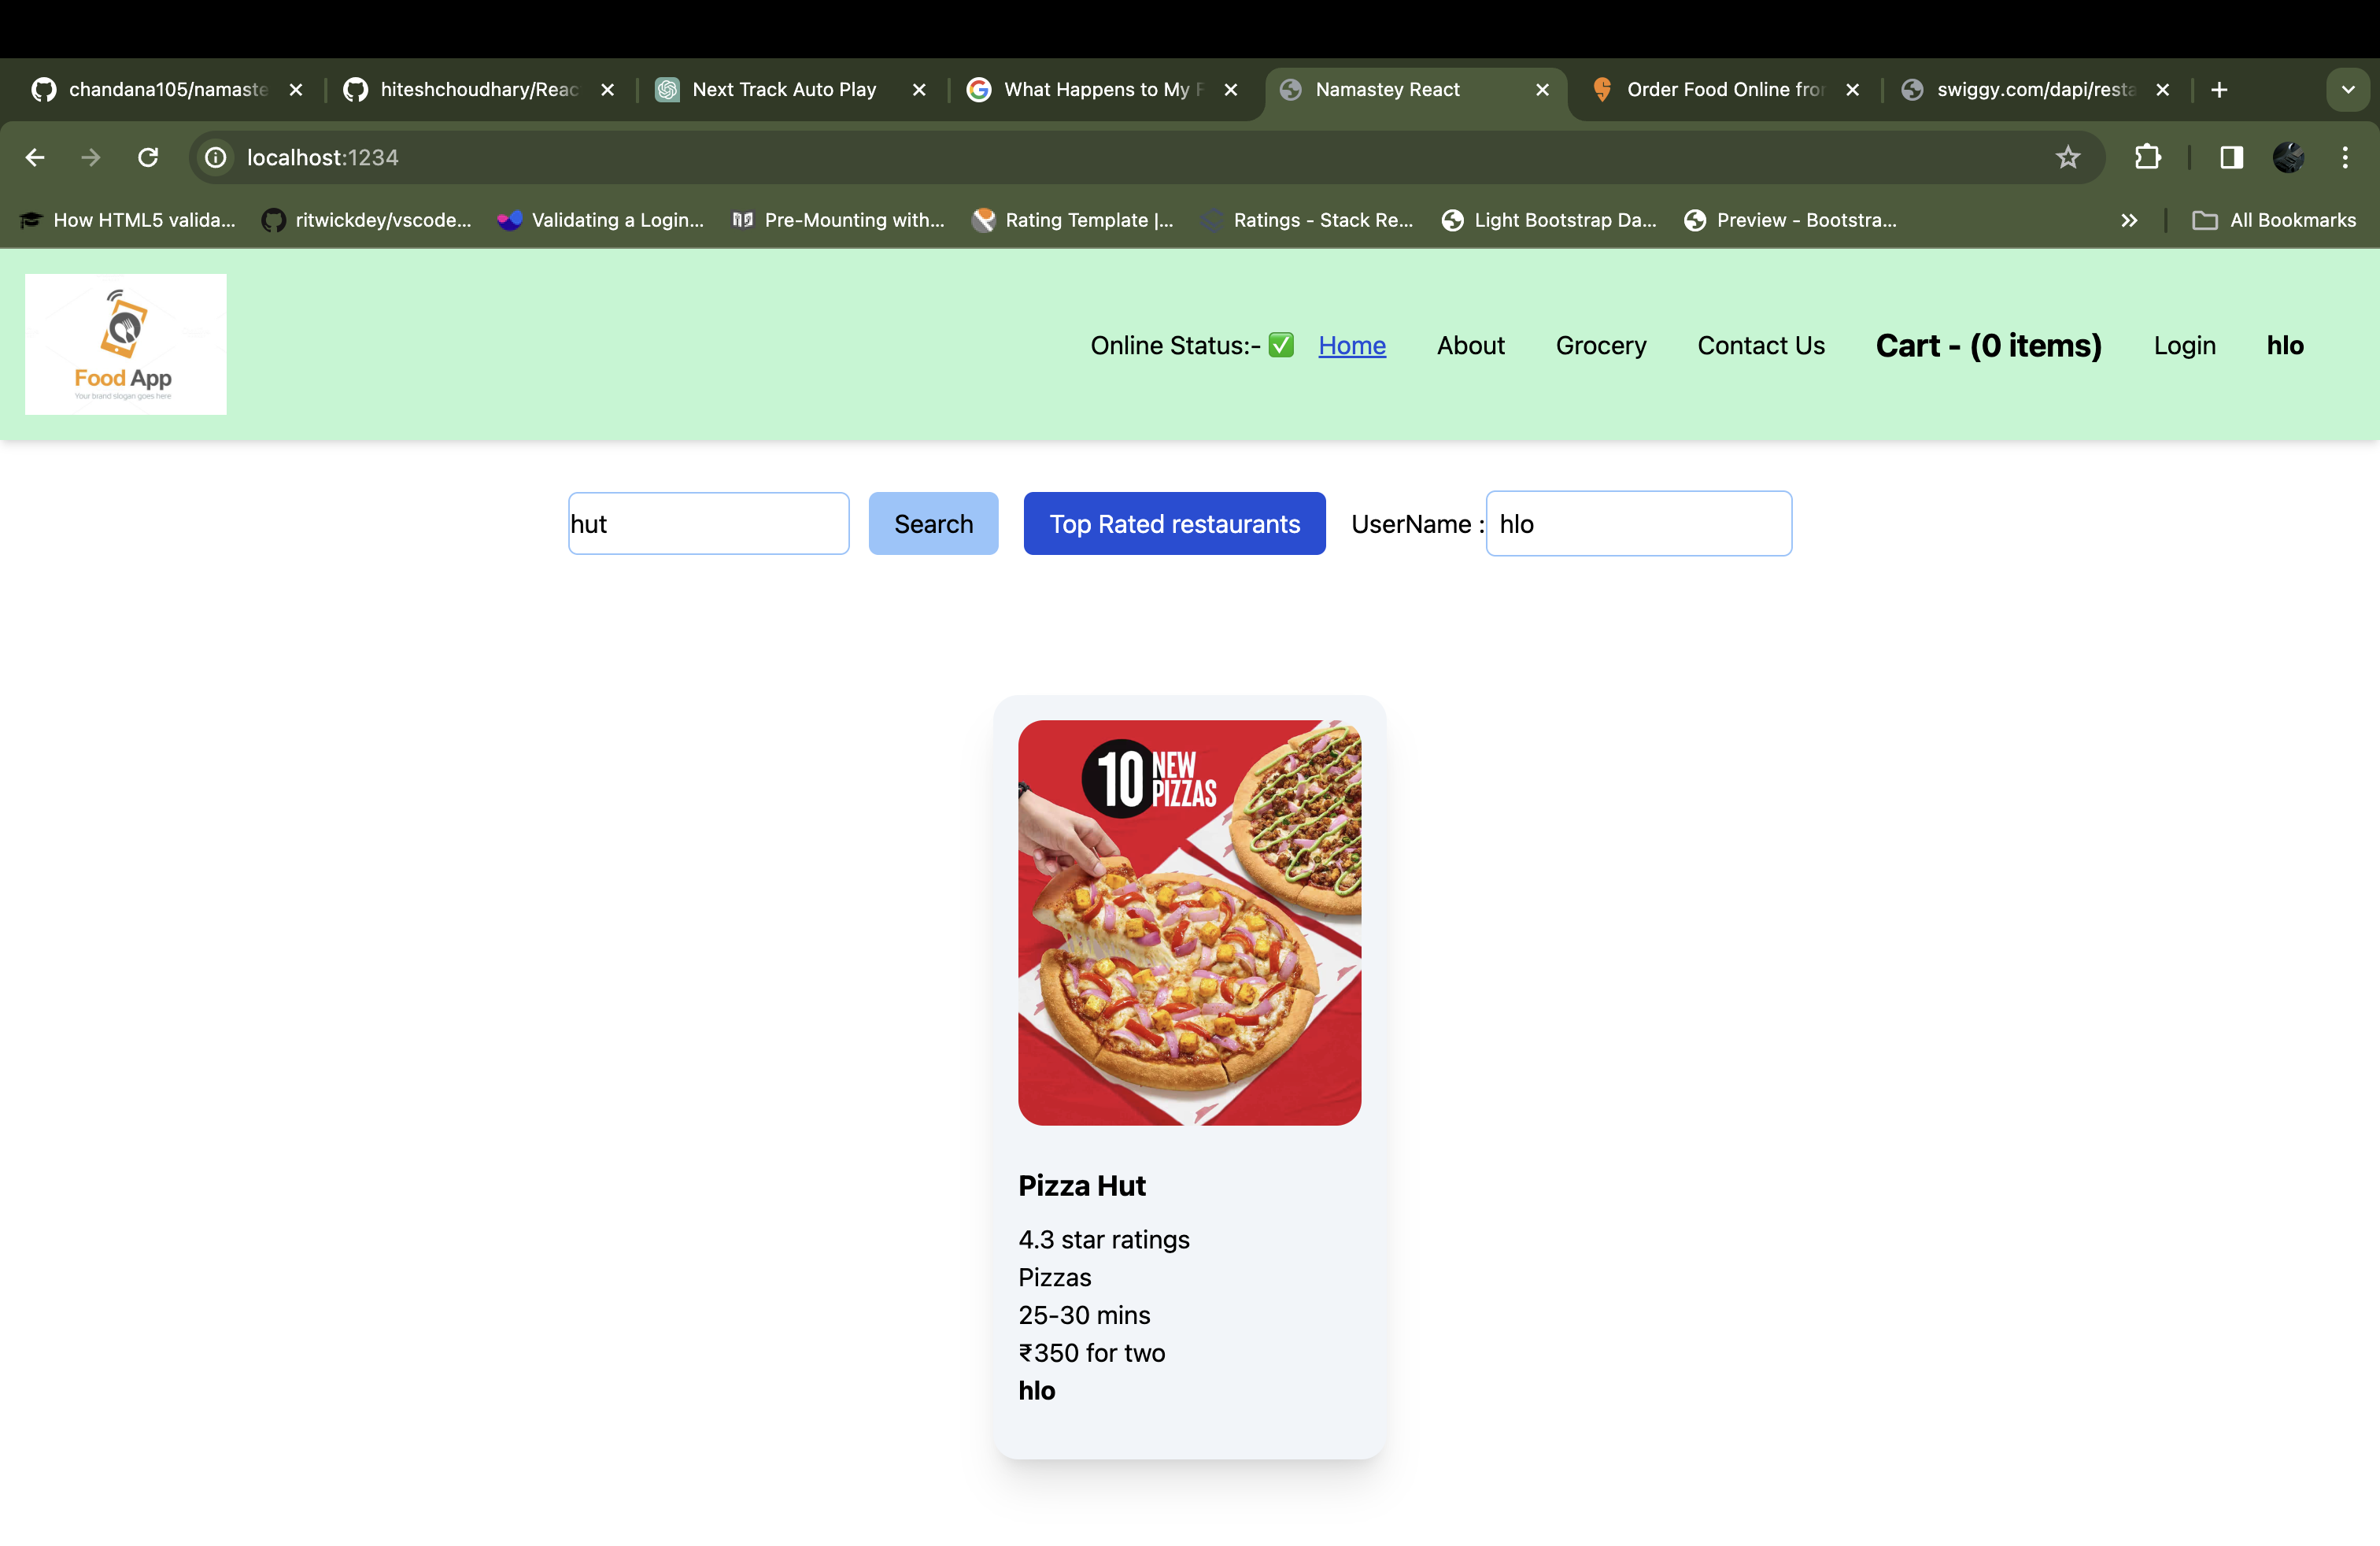 chandana105/namaste
hiteshchoudhary/Reac
Next Track Auto Play
What Happens to My F
Namastey React
Order Food Online from
swiggy.com/dapi/resta
localhost:1234
How HTML5 valida...
ritwickdey/vscode...
Validating a Login...
Pre-Mounting with...
Rating Template |...
Ratings - Stack Re...
Light Bootstrap Da...
Preview - Bootstra...
All Bookmarks
Food App
Your brand slogan goes here
Online Status:- ✅ Home About Grocery Contact Us Cart - (0 items) Login hlo
hut Search Top Rated restaurants UserName : hlo
10 NEW
PIZZAS
Pizza Hut
4.3 star ratings
Pizzas
25-30 mins
₹350 for two
hlo